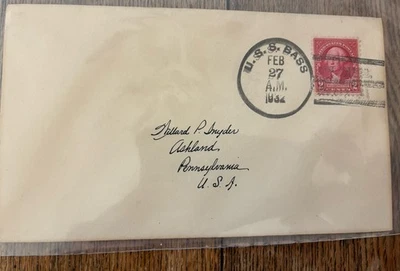 U.S.S. BASS
FEB
27
A.M.
1932
Willard P. Snyder
Ashland
Pennsylvania
U.S.A.